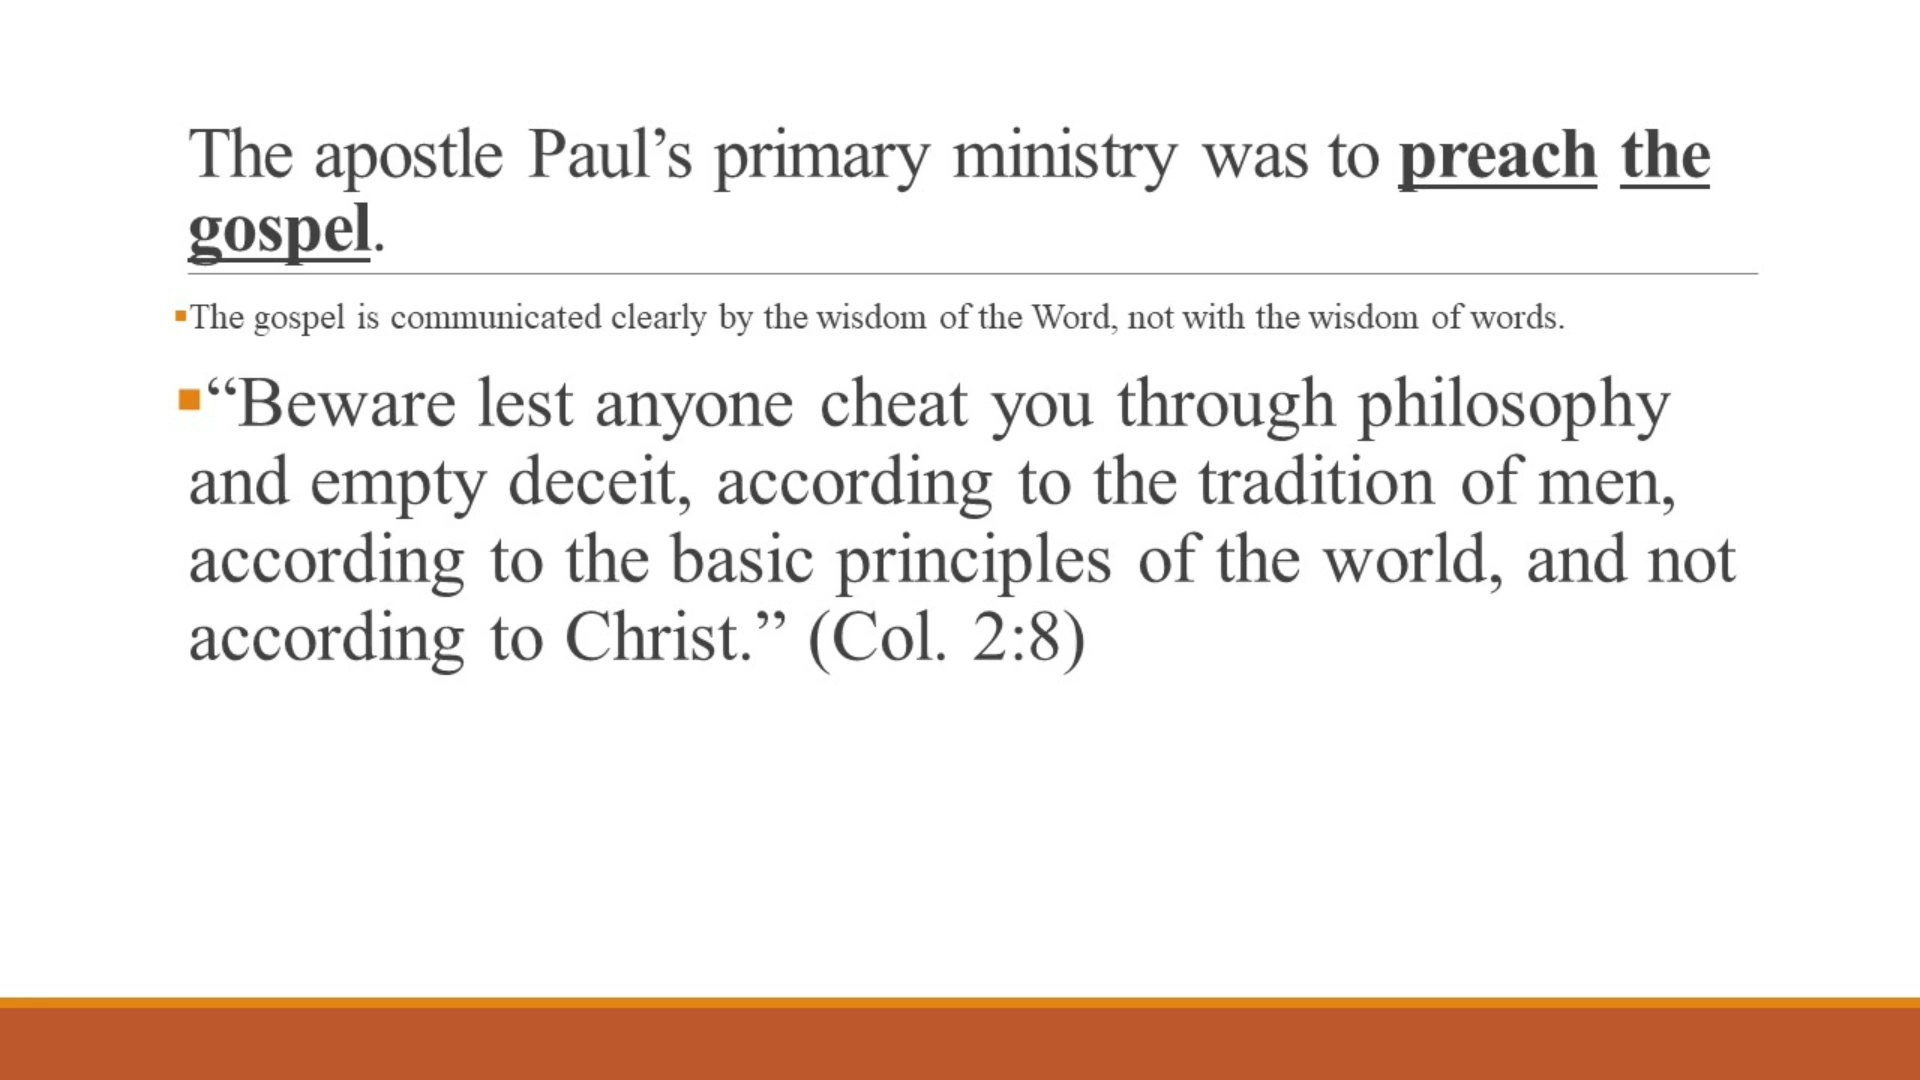 The apostle Paul’s primary ministry was to preach the
gospel.
▪The gospel is communicated clearly by the wisdom of the Word, not with the wisdom of words.
▪“Beware lest anyone cheat you through philosophy
and empty deceit, according to the tradition of men,
according to the basic principles of the world, and not
according to Christ.” (Col. 2:8)